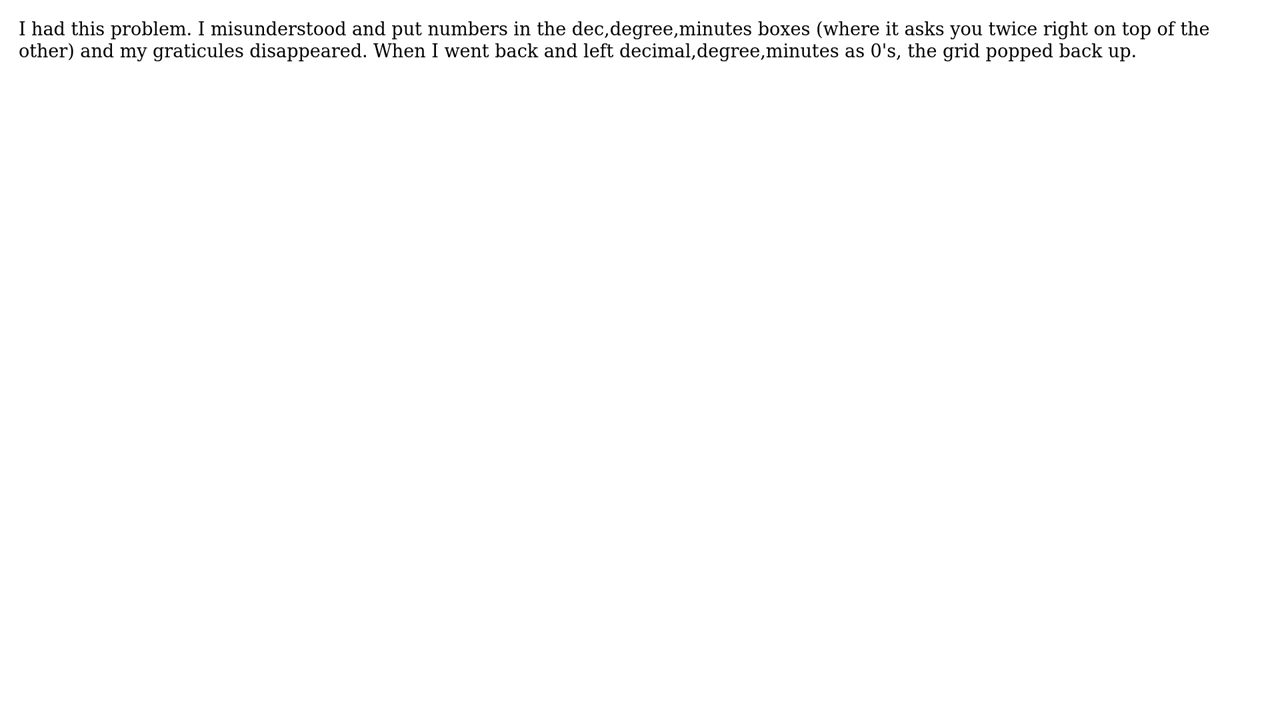 I had this problem. I misunderstood and put numbers in the dec,degree,minutes boxes (where it asks you twice right on top of the
other) and my graticules disappeared. When I went back and left decimal,degree,minutes as 0's, the grid popped back up.